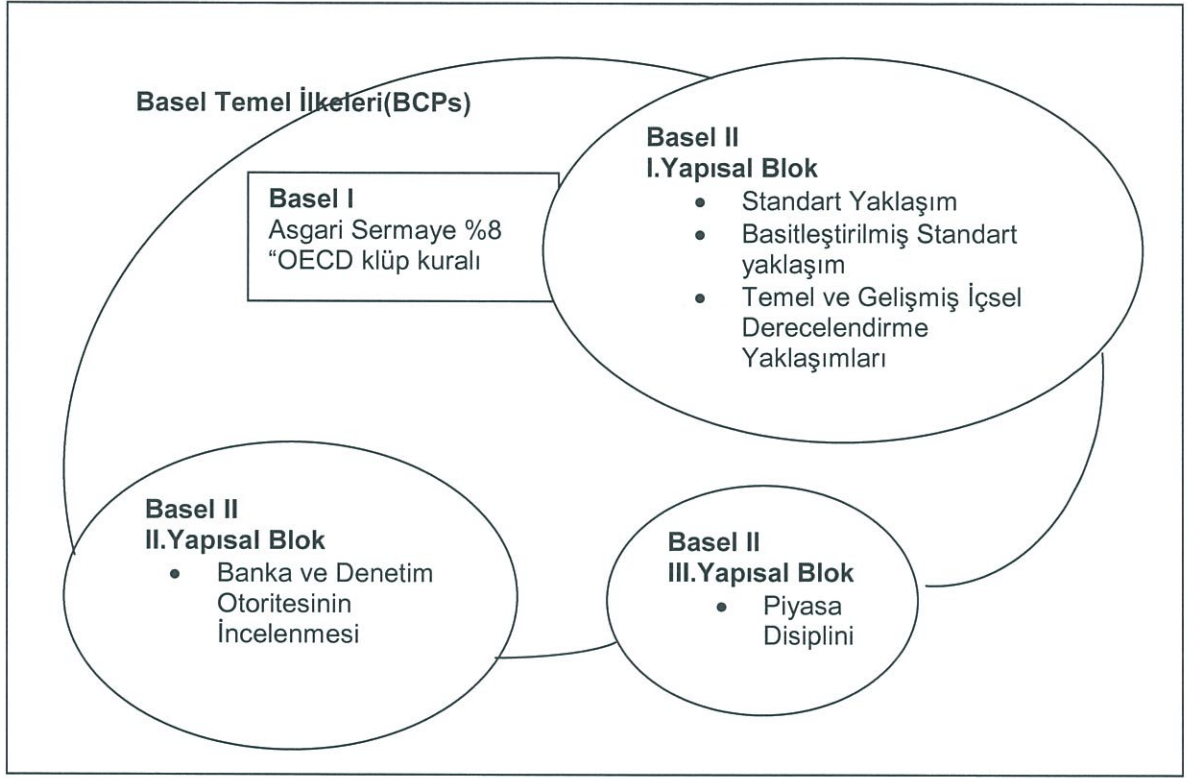 Basel Temel İlkeleri(BCPs)
Basel I
Asgari Sermaye %8
“OECD klüp kuralı
Basel II
I.Yapısal Blok
• Standart Yaklaşım
• Basitleştirilmiş Standart
yaklaşım
• Temel ve Gelişmiş İçsel
Derecelendirme
Yaklaşımları
Basel II
II.Yapısal Blok
• Banka ve Denetim
Otoritesinin
İncelenmesi
Basel II
III.Yapısal Blok
• Piyasa
Disiplini